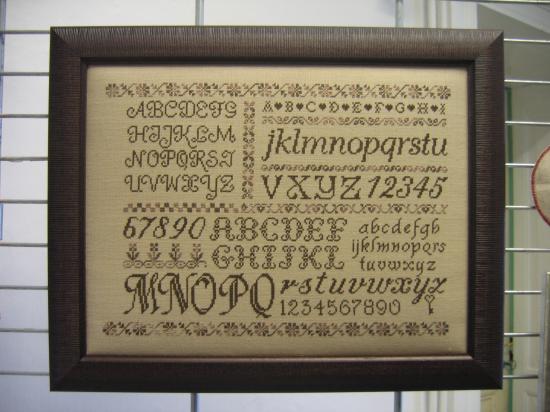 ABCDEFG
HIJKLM
NOPQRST
UVWXYZ
A♥B♥C♥D♥E♥F♥G♥H♥I
jklmnopqrstu
VXYZ 12345
67890 ABCDEF
GHIJKL
abcdefgh
ijklmnopqrs
tuvwxyz
MNOPQ rstuvwxyz
1234567890